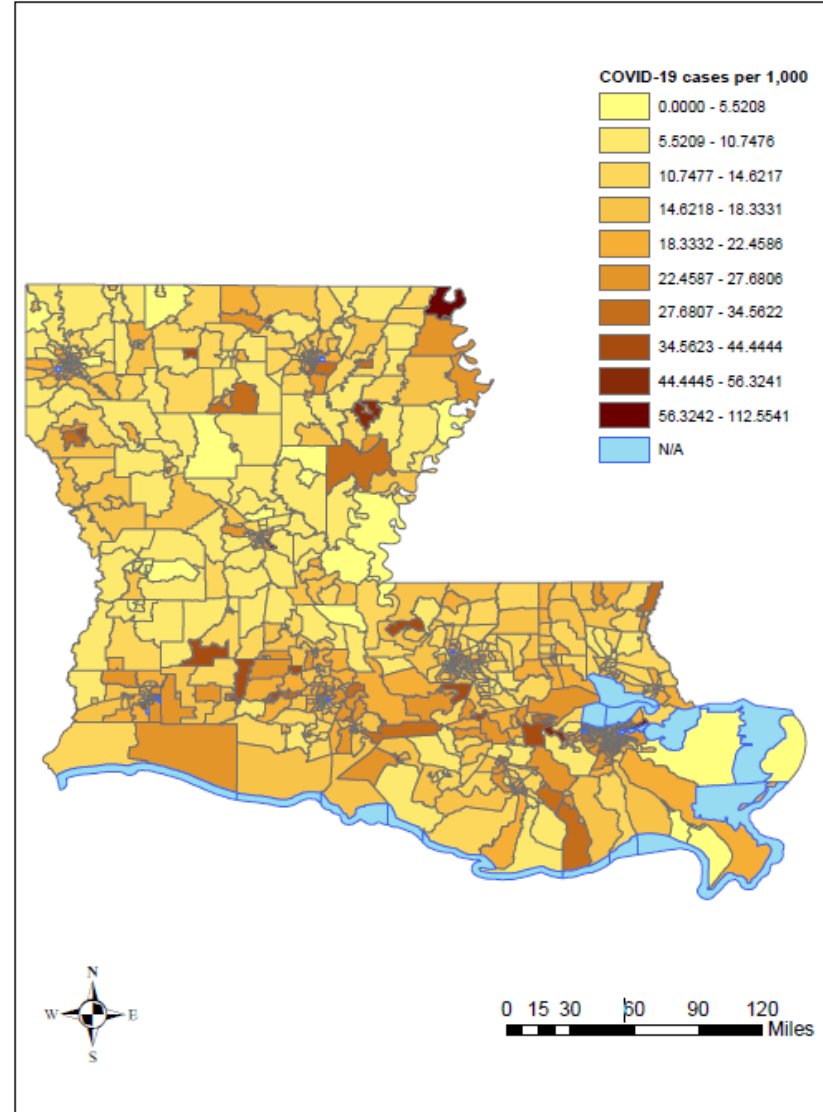 COVID-19 cases per 1,000
0.0000 - 5.5208
5.5209 - 10.7476
10.7477 - 14.6217
14.6218 - 18.3331
18.3332 - 22.4586
22.4587 - 27.6806
27.6807 - 34.5622
34.5623 - 44.4444
44.4445 - 56.3241
56.3242 - 112.5541
N/A
N
W E
S
0 15 30 60 90 120
Miles